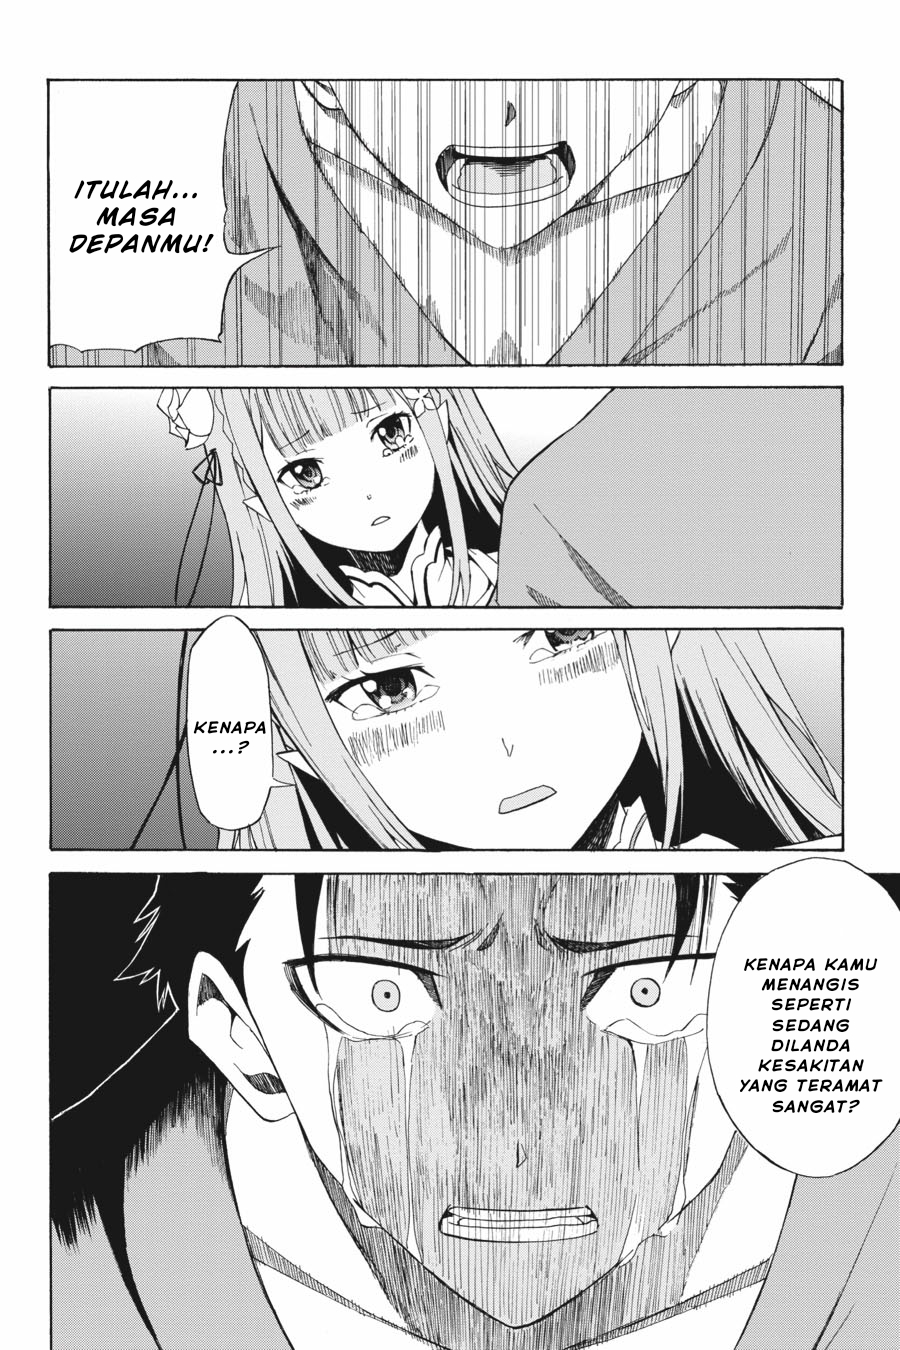 ITULAH...
MASA
DEPANMU!
KENAPA
...?
KENAPA KAMU
MENANGIS
SEPERTI
SEDANG
DILANDA
KESAKITAN
YANG TERAMAT
SANGAT?